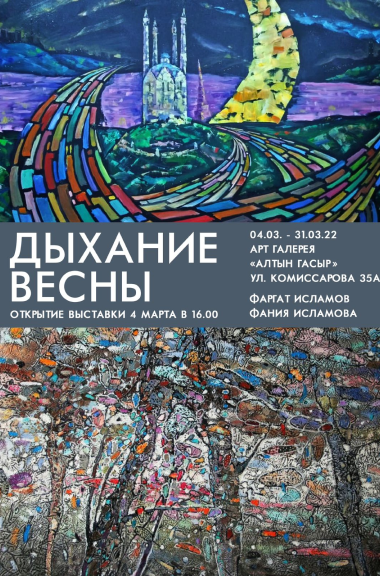 ДЫХАНИЕ
ВЕСНЫ
ОТКРЫТИЕ ВЫСТАВКИ 4 МАРТА В 16.00
04.03. - 31.03.22
АРТ ГАЛЕРЕЯ
«АЛТЫН ГАСЫР»
УЛ. КОМИССАРОВА 35А
ФАРГАТ ИСЛАМОВ
ФАНИЯ ИСЛАМОВА